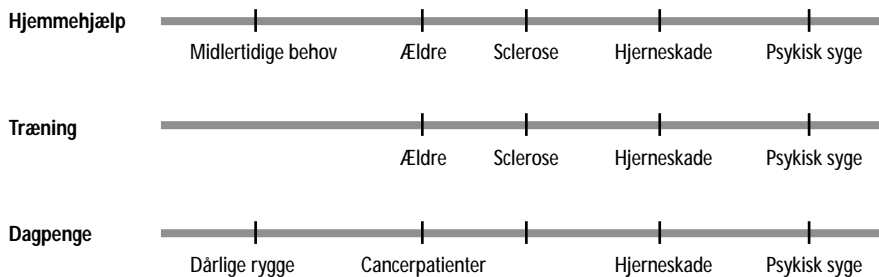 Hjemmehjælp
Midlertidige behov Ældre Sclerose Hjerneskade Psykisk syge
Træning
Ældre Sclerose Hjerneskade Psykisk syge
Dagpenge
Dårlige rygge Cancerpatienter Hjerneskade Psykisk syge